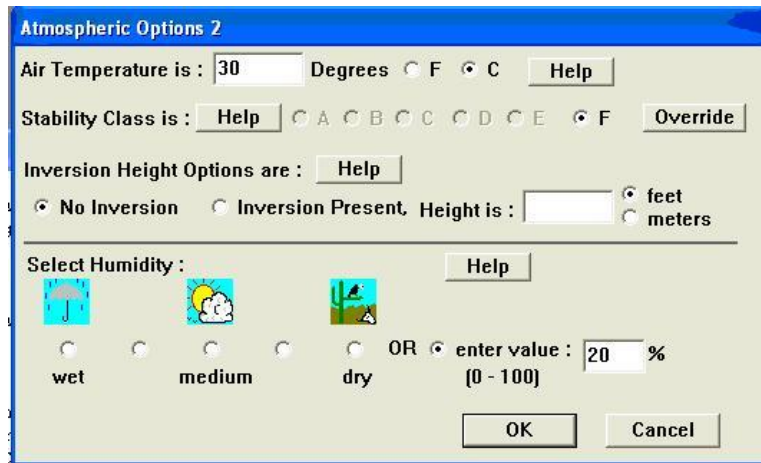 Atmospheric Options 2
Air Temperature is : 30 Degrees F C Help
Stability Class is : Help A B C D E F Override
Inversion Height Options are : Help
No Inversion Inversion Present, Height is : feet
meters
Select Humidity : Help
OR enter value : 20 %
wet medium dry (0 - 100)
OK Cancel